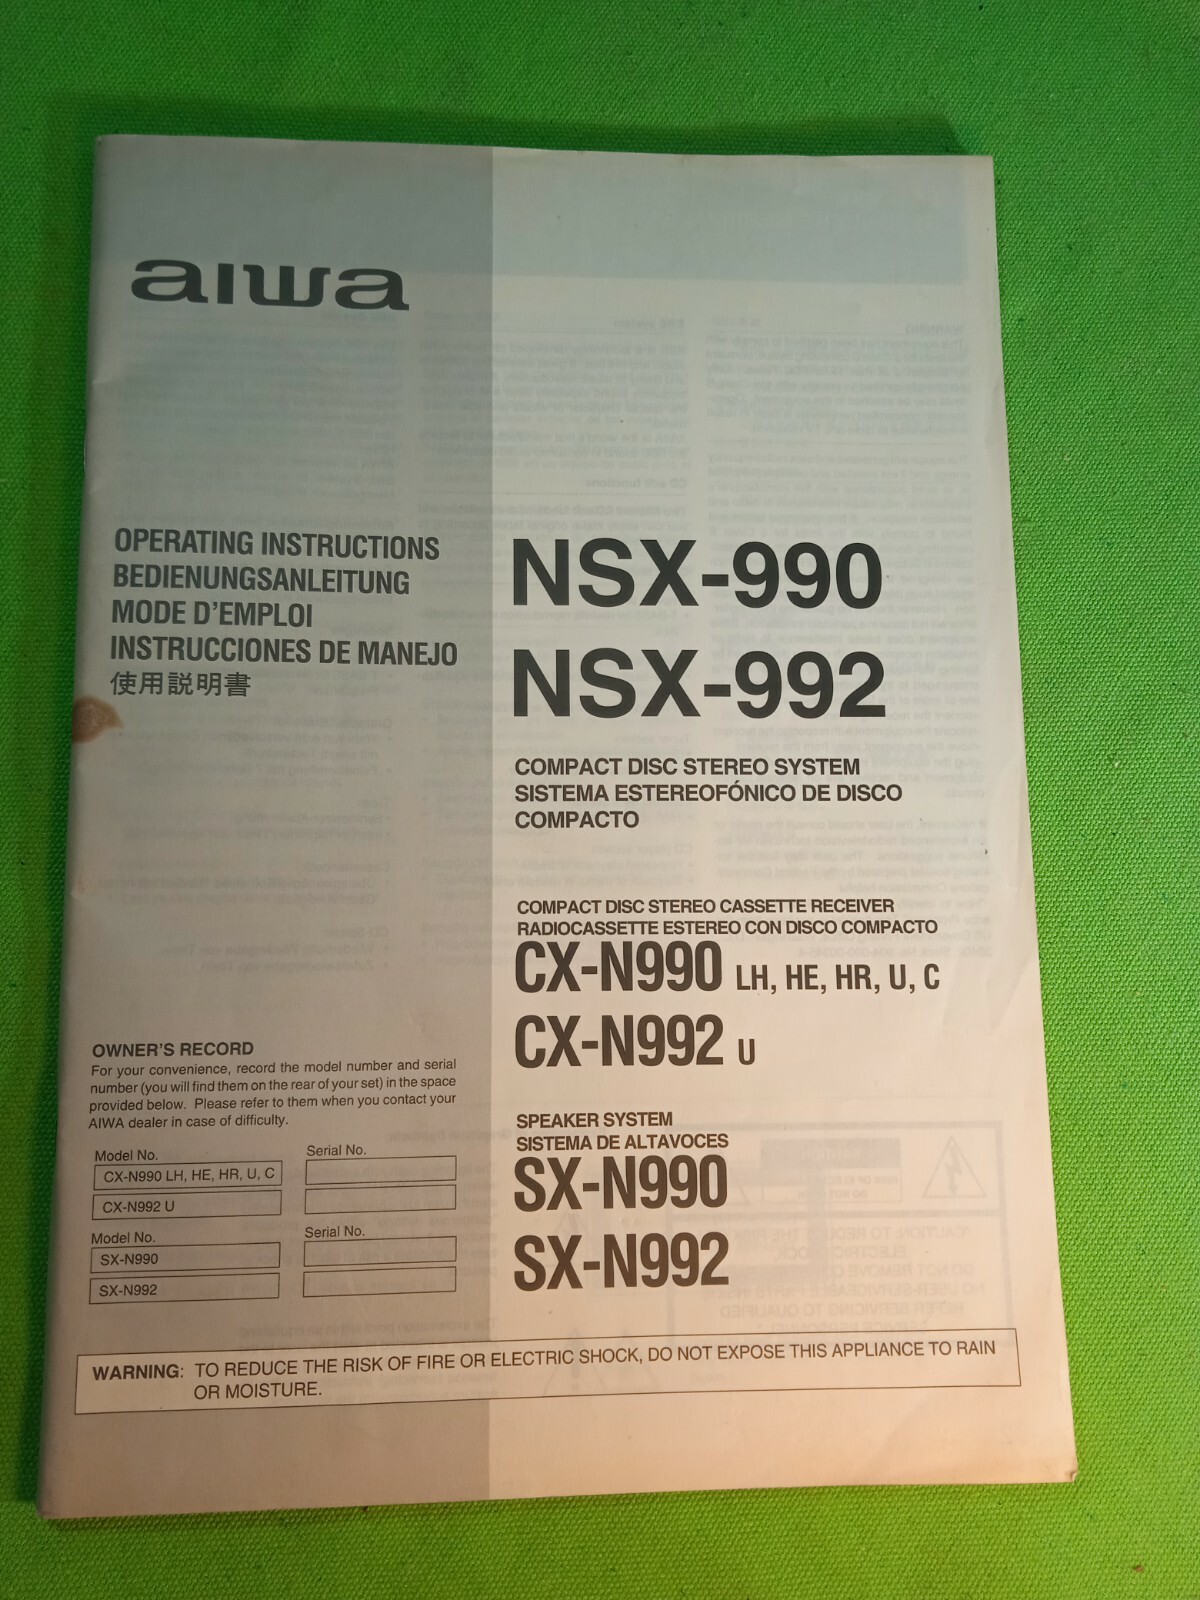 aiwa
OPERATING INSTRUCTIONS
BEDIENUNGSANLEITUNG
MODE D'EMPLOI
INSTRUCCIONES DE MANEJO
使用説明書
NSX-990
NSX-992
COMPACT DISC STEREO SYSTEM
SISTEMA ESTEREOFÓNICO DE DISCO
COMPACTO
COMPACT DISC STEREO CASSETTE RECEIVER
RADIOCASSETTE ESTEREO CON DISCO COMPACTO
CX-N990 LH, HE, HR, U, C
CX-N992 U
SPEAKER SYSTEM
SISTEMA DE ALTAVOCES
SX-N990
SX-N992
OWNER'S RECORD
For your convenience, record the model number and serial
number (you will find them on the rear of your set) in the space
provided below. Please refer to them when you contact your
AIWA dealer in case of difficulty.
Model No. Serial No.
CX-N990 LH, HE, HR, U, C
CX-N992 U
Model No. Serial No.
SX-N990
SX-N992
WARNING: TO REDUCE THE RISK OF FIRE OR ELECTRIC SHOCK, DO NOT EXPOSE THIS APPLIANCE TO RAIN
OR MOISTURE.